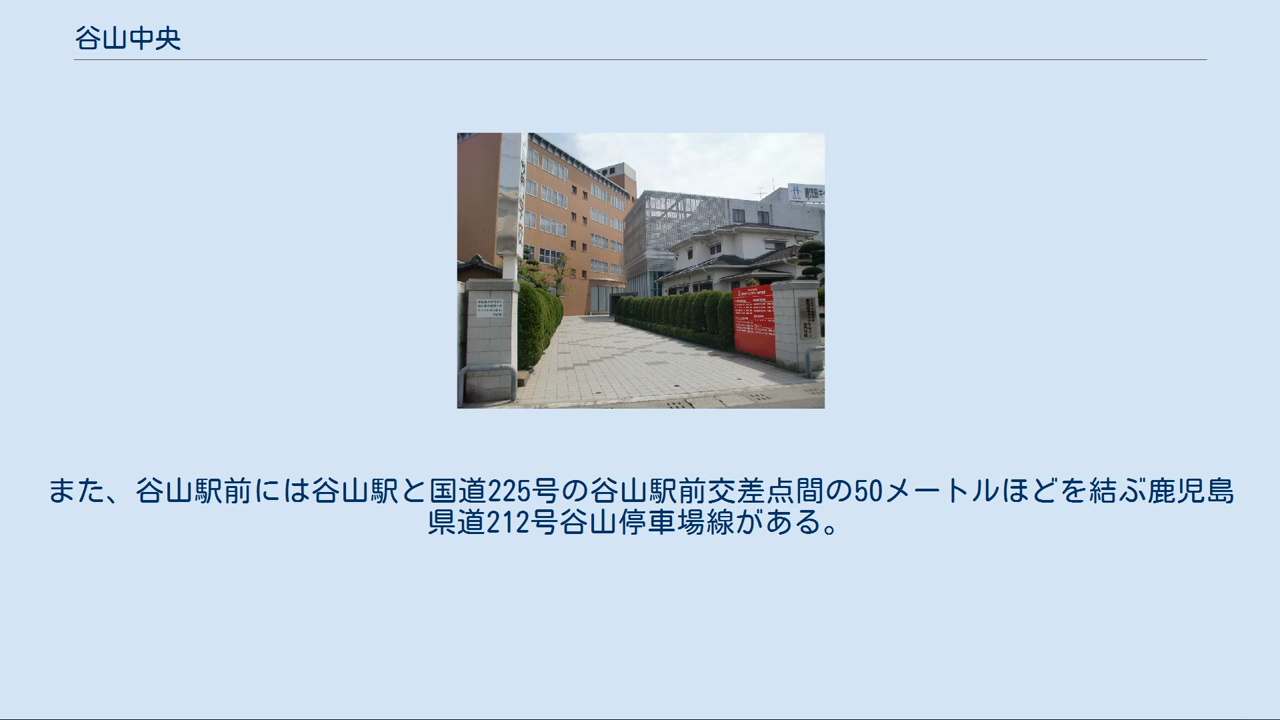 谷山中央
また、谷山駅前には谷山駅と国道225号の谷山駅前交差点間の50メートルほどを結ぶ鹿児島
県道212号谷山停車場線がある。